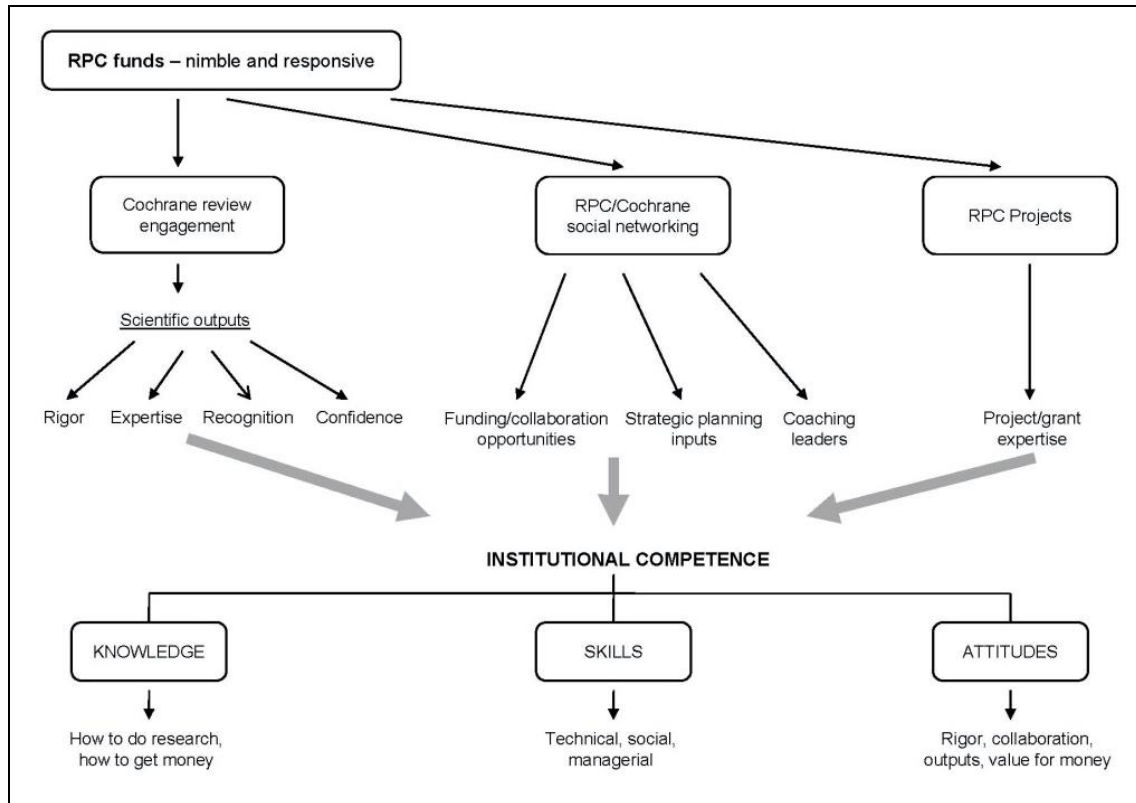 RPC funds – nimble and responsive
Cochrane review
engagement
RPC/Cochrane
social networking
RPC Projects
Scientific outputs
Rigor
Expertise
Recognition
Confidence
Funding/collaboration
opportunities
Strategic planning
inputs
Coaching
leaders
Project/grant
expertise
INSTITUTIONAL COMPETENCE
KNOWLEDGE
SKILLS
ATTITUDES
How to do research,
how to get money
Technical, social,
managerial
Rigor, collaboration,
outputs, value for money